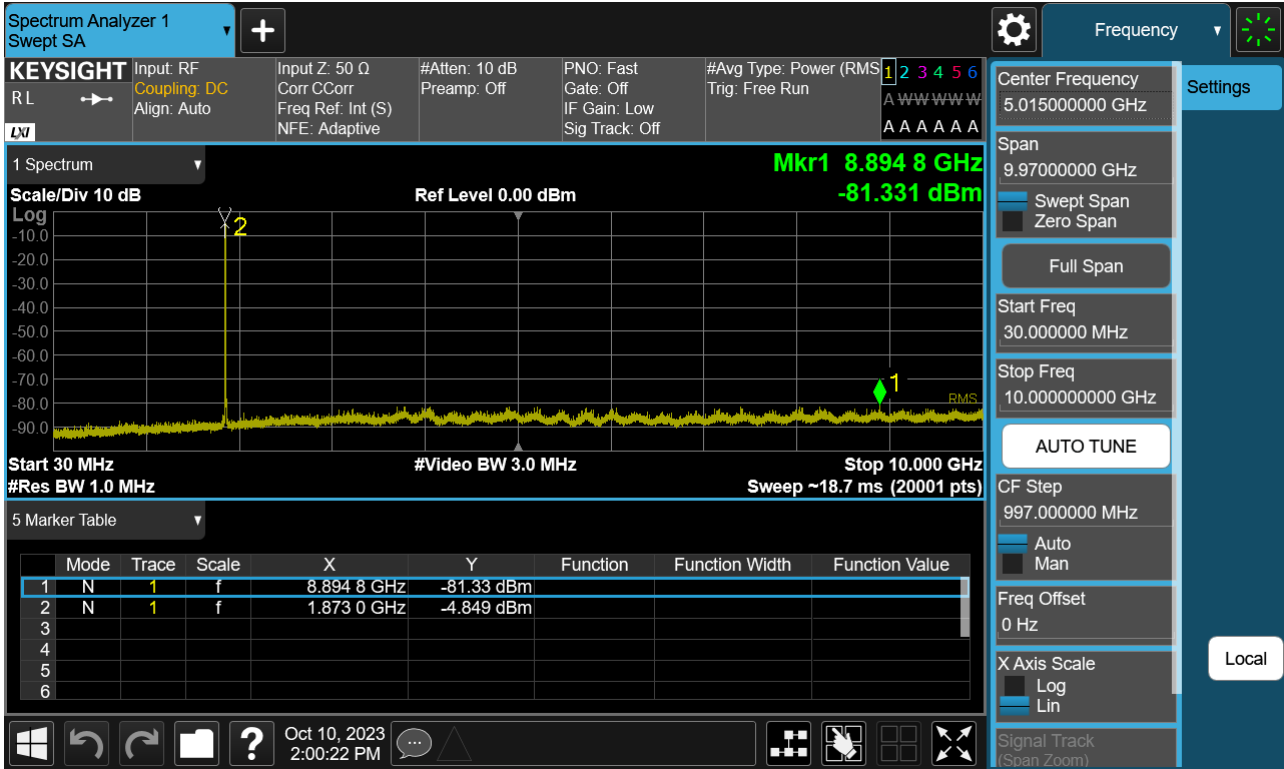 Spectrum Analyzer 1
Swept SA
Frequency
KEYSIGHT
R L
LXI
Input: RF
Coupling: DC
Align: Auto
Input Z: 50 Ω
Corr CCorr
Freq Ref: Int (S)
NFE: Adaptive
#Atten: 10 dB
Preamp: Off
PNO: Fast
Gate: Off
IF Gain: Low
Sig Track: Off
#Avg Type: Power (RMS
Trig: Free Run
1 2 3 4 5 6
A W W W W W
A A A A A A
1 Spectrum
Mkr1 8.894 8 GHz
-81.331 dBm
Scale/Div 10 dB
Ref Level 0.00 dBm
Log
-10.0
-20.0
-30.0
-40.0
-50.0
-60.0
-70.0
-80.0
-90.0
2
1
RMS
Start 30 MHz
#Video BW 3.0 MHz
Stop 10.000 GHz
#Res BW 1.0 MHz
Sweep ~18.7 ms (20001 pts)
5 Marker Table
Mode Trace Scale X Y Function Function Width Function Value
1 N 1 f 8.894 8 GHz -81.33 dBm
2 N 1 f 1.873 0 GHz -4.849 dBm
3
4
5
6
Oct 10, 2023
2:00:22 PM
?
Center Frequency
5.015000000 GHz
Span
9.97000000 GHz
Swept Span
Zero Span
Full Span
Start Freq
30.000000 MHz
Stop Freq
10.000000000 GHz
AUTO TUNE
CF Step
997.000000 MHz
Auto
Man
Freq Offset
0 Hz
X Axis Scale
Log
Lin
Signal Track
(Span Zoom)
Settings
Local